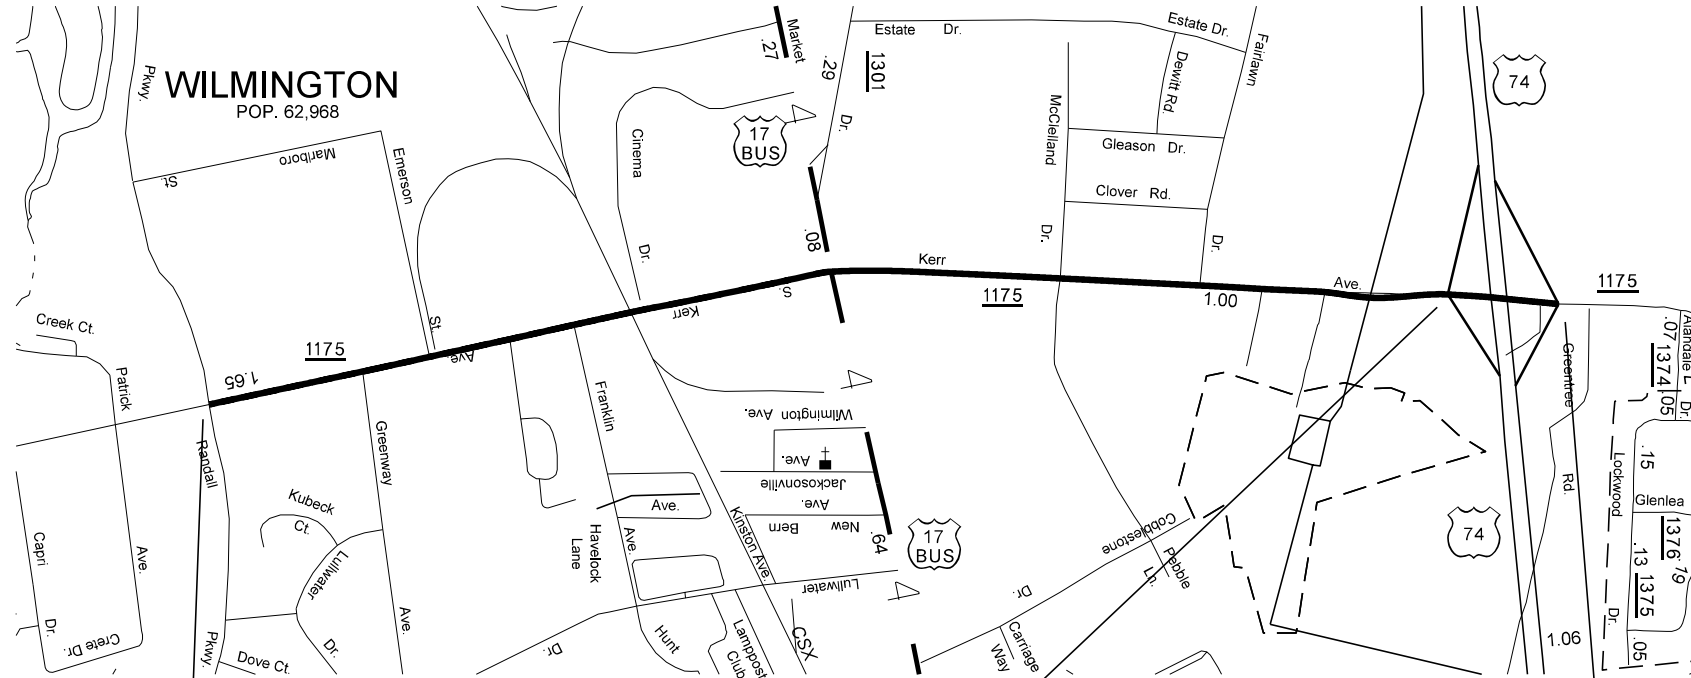 WILMINGTON
POP. 62,968
Pkwy.
Marlboro
St.
Emerson
St.
Cinema
Dr.
Market
.27
.29
1301
Dr.
17
BUS
.08
Estate Dr.
Estate Dr.
Fairlawn
Dr.
Dewitt Rd.
McClelland
Dr.
Gleason Dr.
Clover Rd.
74
Kerr
Ave.
1175
1.00
1175
S.
Kerr
Ave.
1175
1.65
Creek Ct.
Patrick
Ave.
Randall
Pkwy.
Greenway
Ave.
Franklin
Ave.
Kubeck
Ct.
Lullwater
Dr.
Dove Ct.
Capri
Dr.
Crete Dr.
Havelock
Lane
Ave.
Kinston Ave.
Wilmington Ave.
Ave.
Jacksonville
Ave.
New Bern
.64
17
BUS
Lullwater
Dr.
Hunt
Lamppost
Club
CSX
Cobblestone
Dr.
Pebble
Ln.
Carriage
Way
74
Greentree
Rd.
1.06
Alandale L
Dr.
.07
1374
.05
Lockwood
Dr.
.15
Glenlea
1376
.19
.13
1375
.05